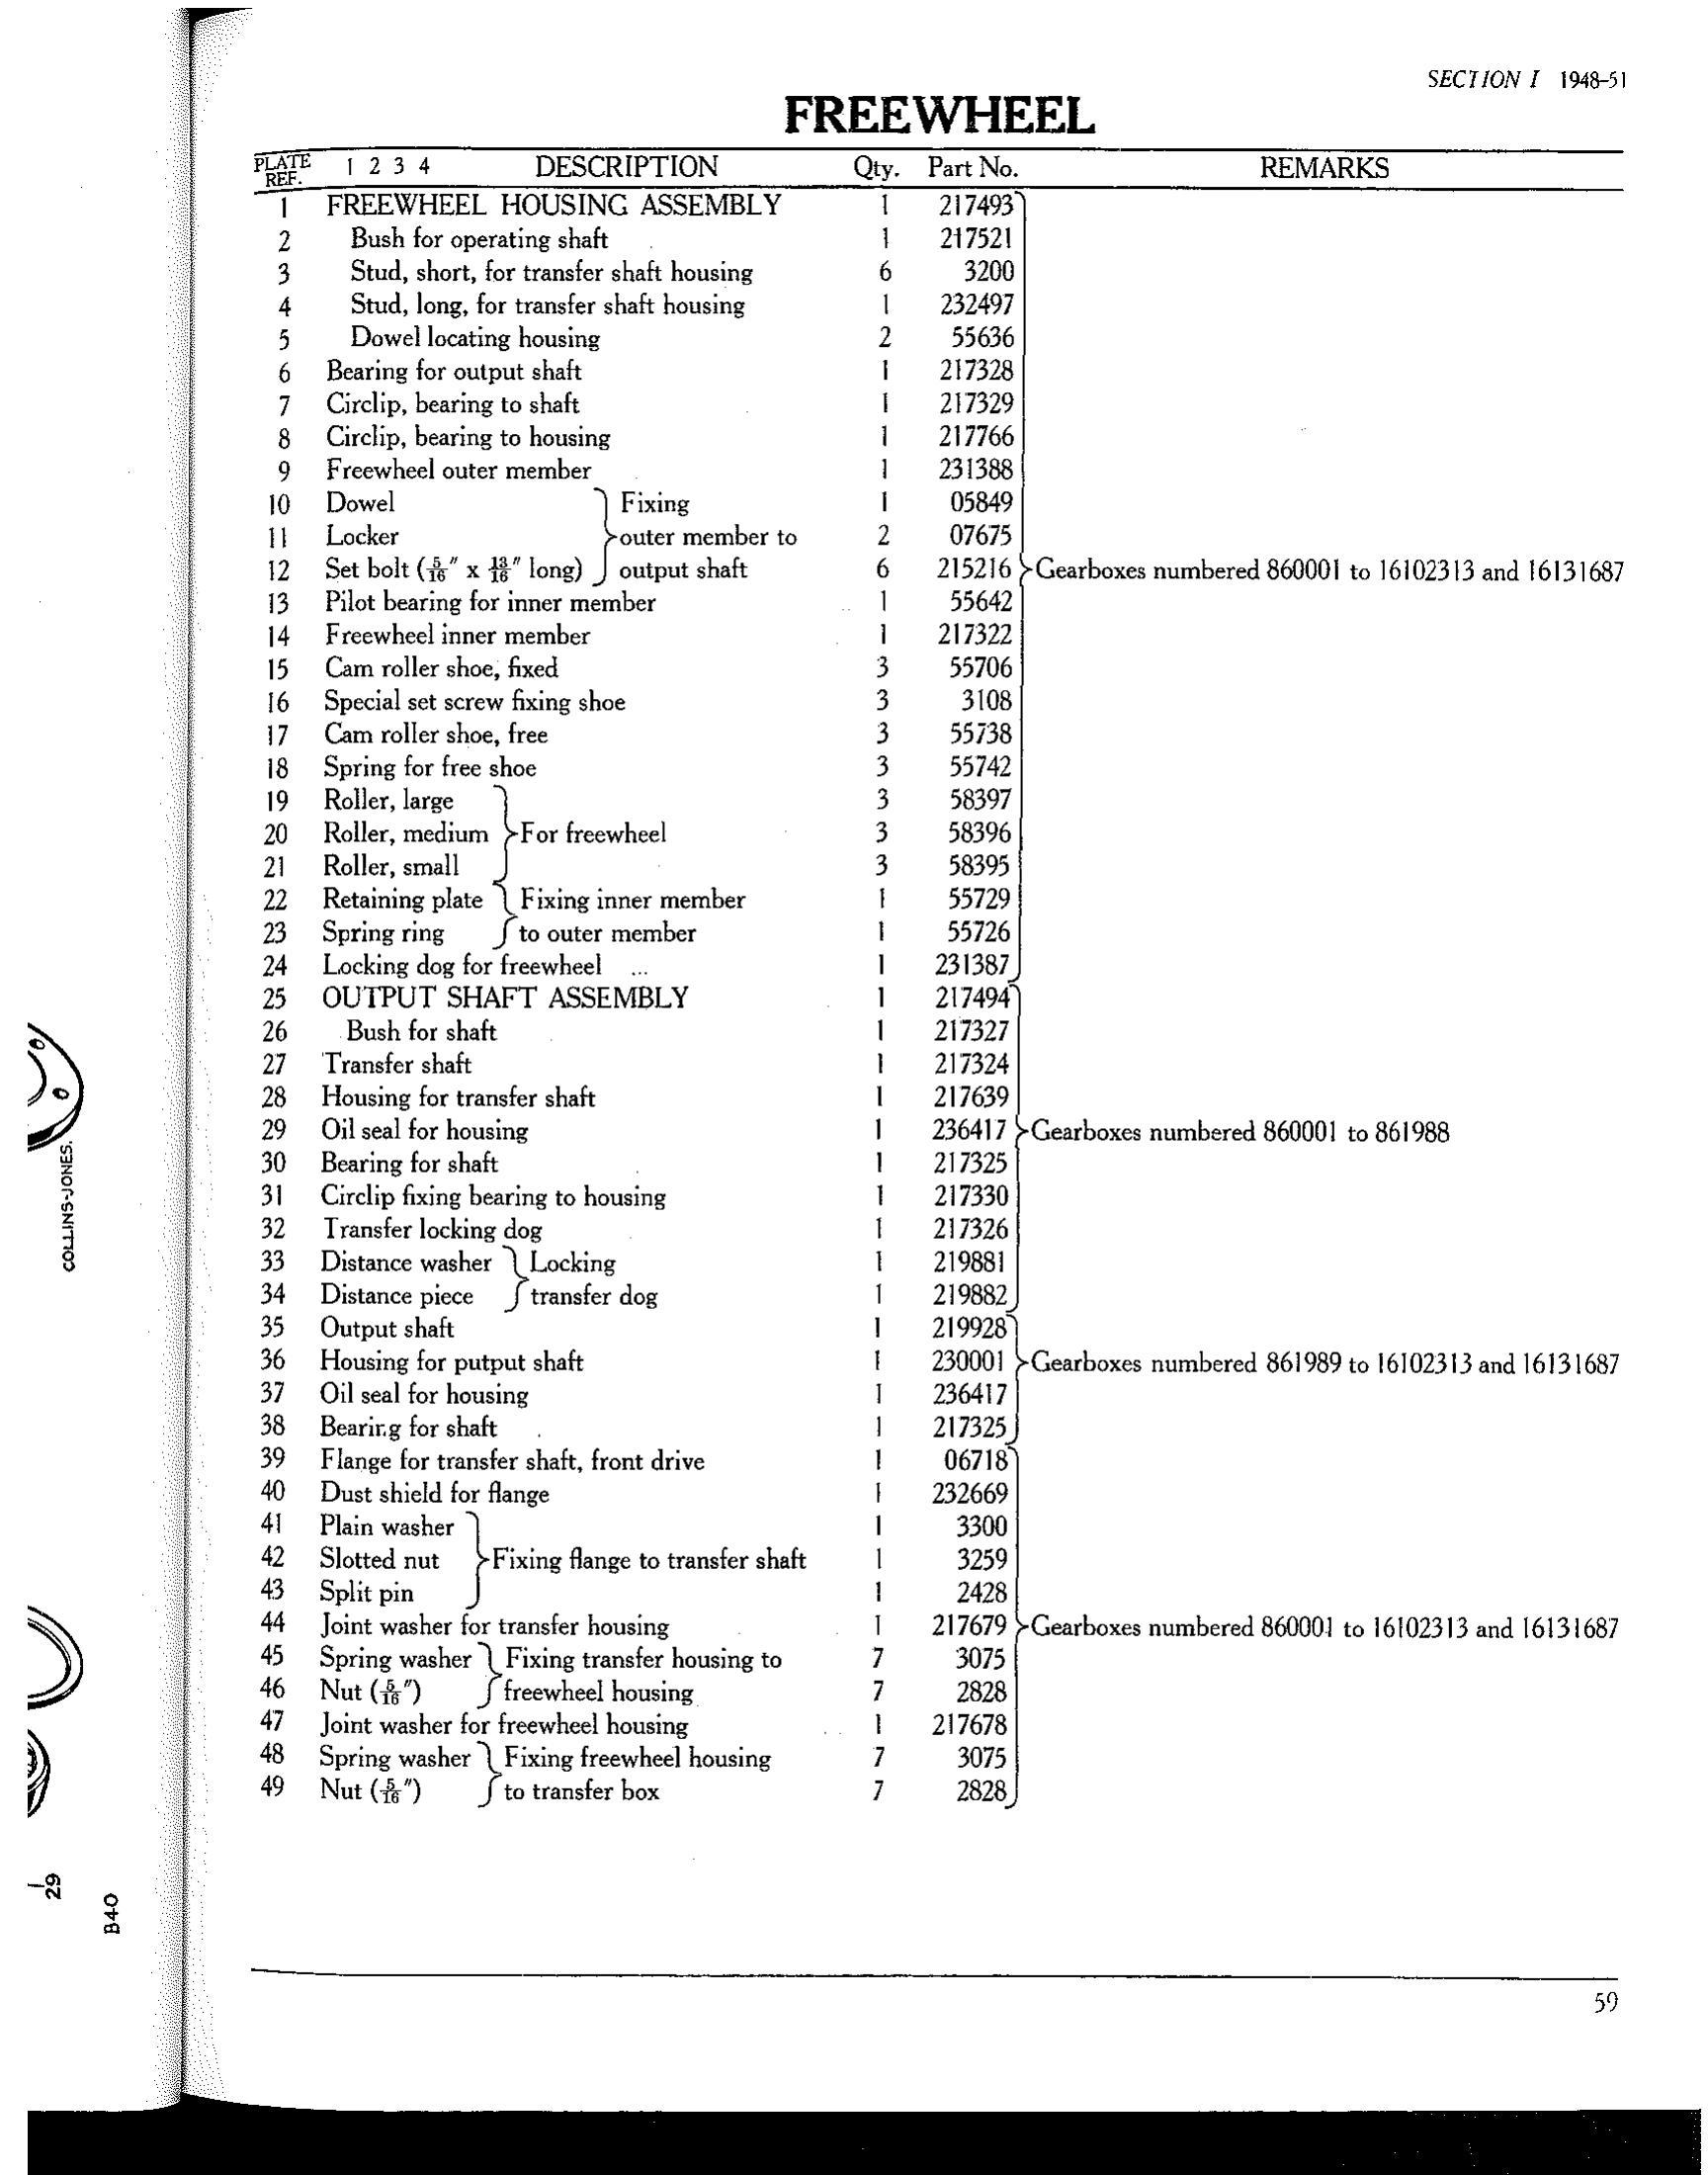 SECTION I 1948-51
FREEWHEEL
PLATE REF. 1 2 3 4 DESCRIPTION Qty. Part No. REMARKS
1 FREEWHEEL HOUSING ASSEMBLY 1 217493
2 Bush for operating shaft 1 217521
3 Stud, short, for transfer shaft housing 6 3200
4 Stud, long, for transfer shaft housing 1 232497
5 Dowel locating housing 2 55636
6 Bearing for output shaft 1 217328
7 Circlip, bearing to shaft 1 217329
8 Circlip, bearing to housing 1 217766
9 Freewheel outer member 1 231388
10 Dowel } Fixing 1 05849
11 Locker } outer member to 2 07675
12 Set bolt (5/16″ x 13/16″ long) } output shaft 6 215216 } Gearboxes numbered 860001 to 16102313 and 16131687
13 Pilot bearing for inner member 1 55642
14 Freewheel inner member 1 217322
15 Cam roller shoe, fixed 3 55706
16 Special set screw fixing shoe 3 3108
17 Cam roller shoe, free 3 55738
18 Spring for free shoe 3 55742
19 Roller, large 3 58397
20 Roller, medium } For freewheel 3 58396
21 Roller, small 3 58395
22 Retaining plate } Fixing inner member 1 55729
23 Spring ring } to outer member 1 55726
24 Locking dog for freewheel ... 1 231387
25 OUTPUT SHAFT ASSEMBLY 1 217494
26 Bush for shaft 1 217327
27 Transfer shaft 1 217324
28 Housing for transfer shaft 1 217639
29 Oil seal for housing 1 236417 } Gearboxes numbered 860001 to 861988
30 Bearing for shaft 1 217325
31 Circlip fixing bearing to housing 1 217330
32 Transfer locking dog 1 217326
33 Distance washer } Locking 1 219881
34 Distance piece } transfer dog 1 219882
35 Output shaft 1 219928
36 Housing for putput shaft 1 230001 } Gearboxes numbered 861989 to 16102313 and 16131687
37 Oil seal for housing 1 236417
38 Bearing for shaft 1 217325
39 Flange for transfer shaft, front drive 1 06718
40 Dust shield for flange 1 232669
41 Plain washer 1 3300
42 Slotted nut } Fixing flange to transfer shaft 1 3259
43 Split pin 1 2428
44 Joint washer for transfer housing 1 217679 } Gearboxes numbered 860001 to 16102313 and 16131687
45 Spring washer } Fixing transfer housing to 7 3075
46 Nut (5/16″) } freewheel housing 7 2828
47 Joint washer for freewheel housing 1 217678
48 Spring washer } Fixing freewheel housing 7 3075
49 Nut (5/16″) } to transfer box 7 2828
COLLINS-JONES.
29
B40
59